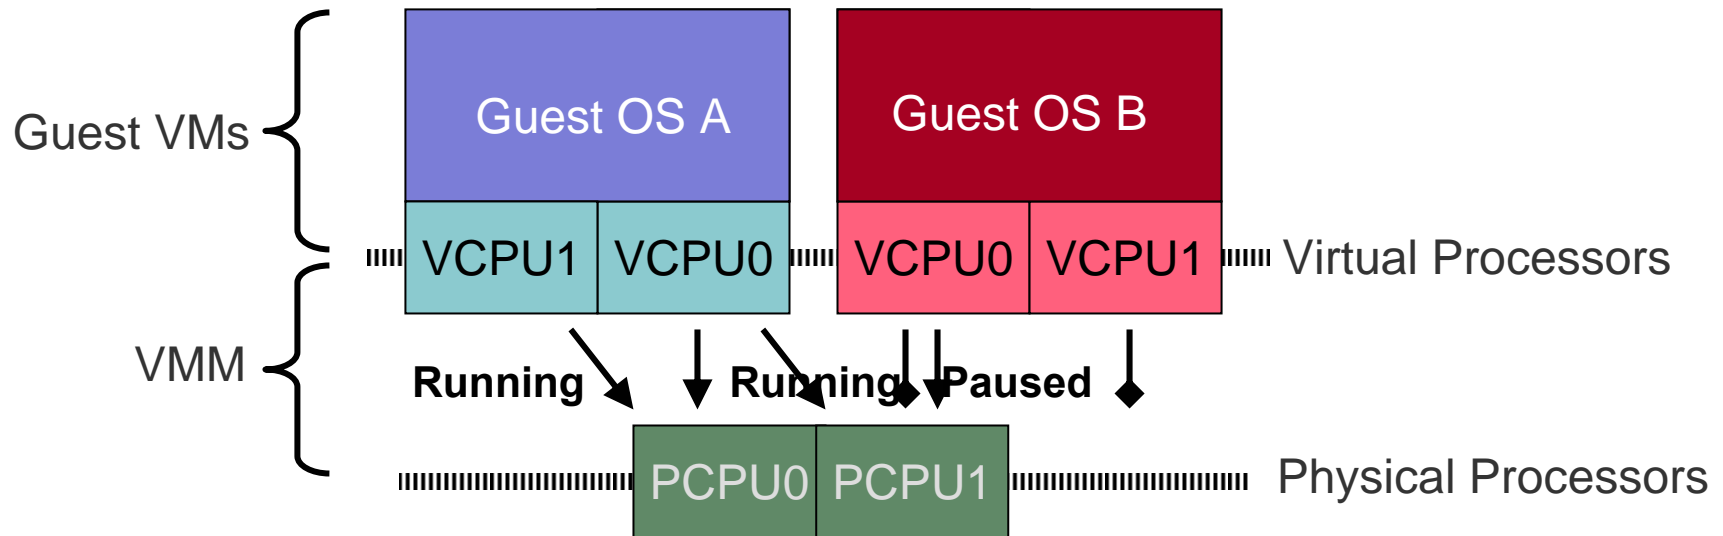 Guest VMs
Guest OS A
Guest OS B
VCPU1
VCPU0
VCPU0
VCPU1
Virtual Processors
VMM
Running
Running
Paused
PCPU0
PCPU1
Physical Processors